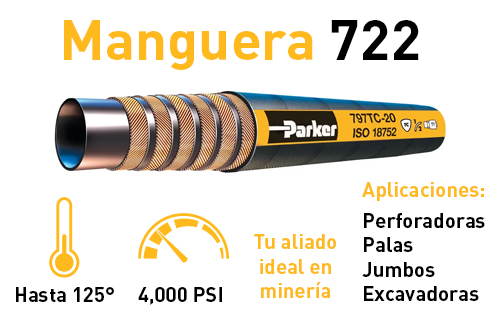 Manguera 722
Parker
797TC-20
ISO 18752
Aplicaciones:
Perforadoras
Palas
Jumbos
Excavadoras
Tu aliado
ideal en
minería
Hasta 125°
4,000 PSI